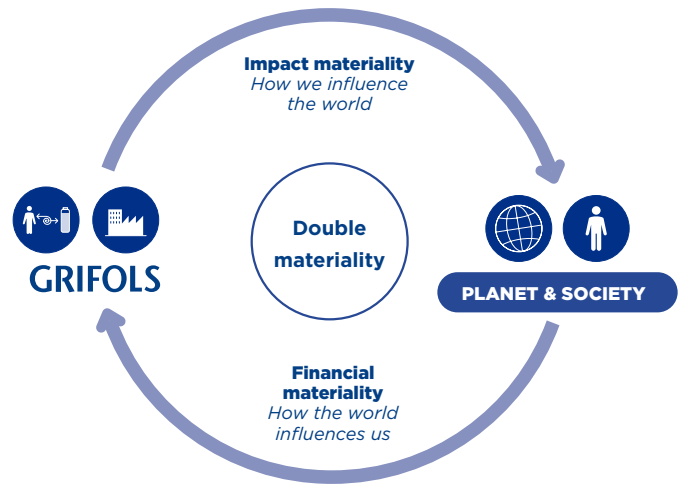 Impact materiality
How we influence
the world
GRIFOLS
Double
materiality
PLANET & SOCIETY
Financial
materiality
How the world
influences us